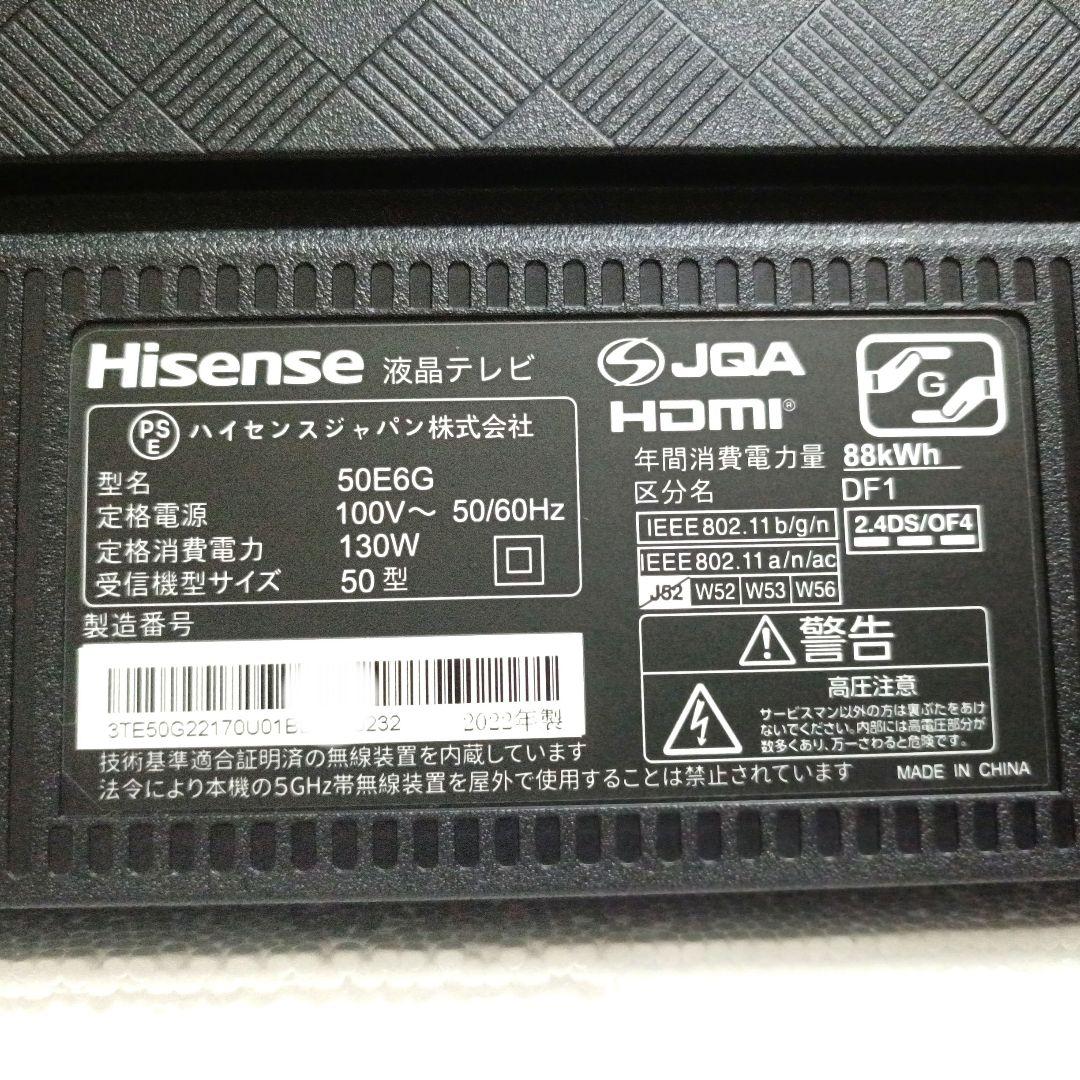 Hisense 液晶テレビ
PS
E
ハイセンスジャパン株式会社
型名 50E6G
定格電源 100V～ 50/60Hz
定格消費電力 130W
受信機型サイズ 50型
製造番号
3TE50G22170U01B 232 2022年製
技術基準適合証明済の無線装置を内蔵しています
法令により本機の5GHz帯無線装置を屋外で使用することは禁止されています
JQA
HDMI®
G
年間消費電力量 88kWh
区分名 DF1
IEEE802.11b/g/n
2.4DS/OF4
IEEE802.11a/n/ac
J52 W52 W53 W56
警告
高圧注意
サービスマン以外の方は裏ぶたをあけ
ないでください。内部には高電圧部分が
数多くあり、万一さわると危険です。
MADE IN CHINA